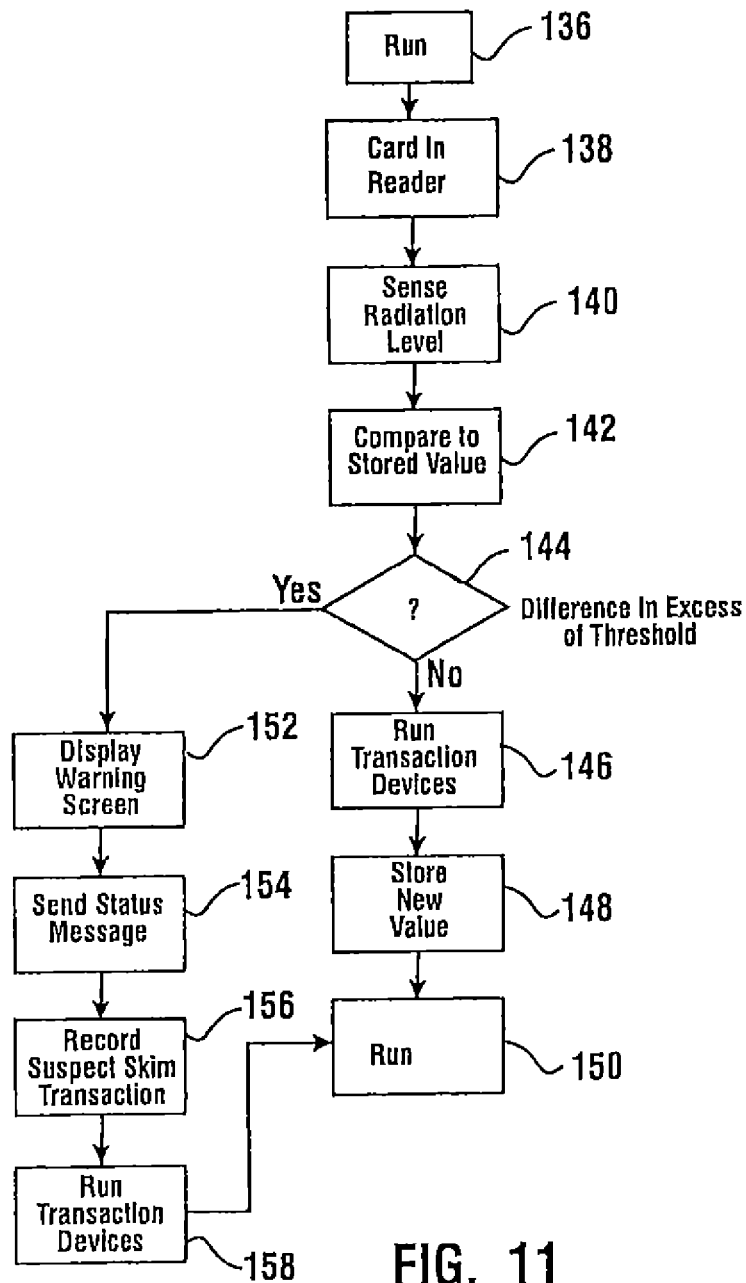 Run
136
Card In
Reader
138
Sense
Radiation
Level
140
Compare to
Stored Value
142
144
Yes
?
Difference In Excess
of Threshold
No
Display
Warning
Screen
152
Run
Transaction
Devices
146
Send Status
Message
154
Store
New
Value
148
Record
Suspect Skim
Transaction
156
Run
150
Run
Transaction
Devices
158
FIG. 11